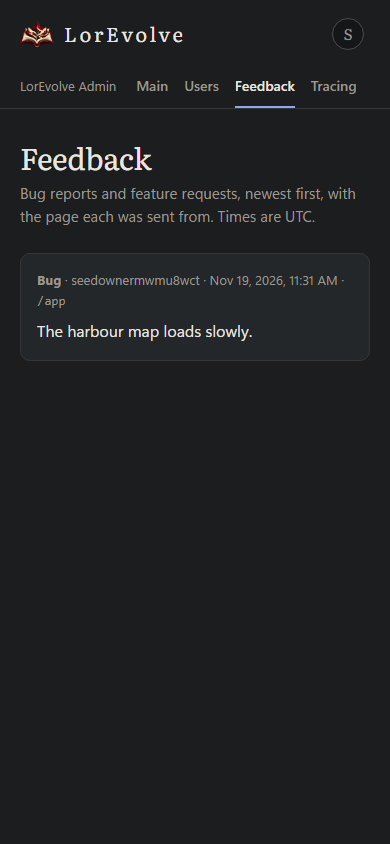 LorEvolve
S
LorEvolve Admin Main Users Feedback Tracing
Feedback
Bug reports and feature requests, newest first, with
the page each was sent from. Times are UTC.
Bug · seedownermwmu8wct · Nov 19, 2026, 11:31 AM ·
/app
The harbour map loads slowly.